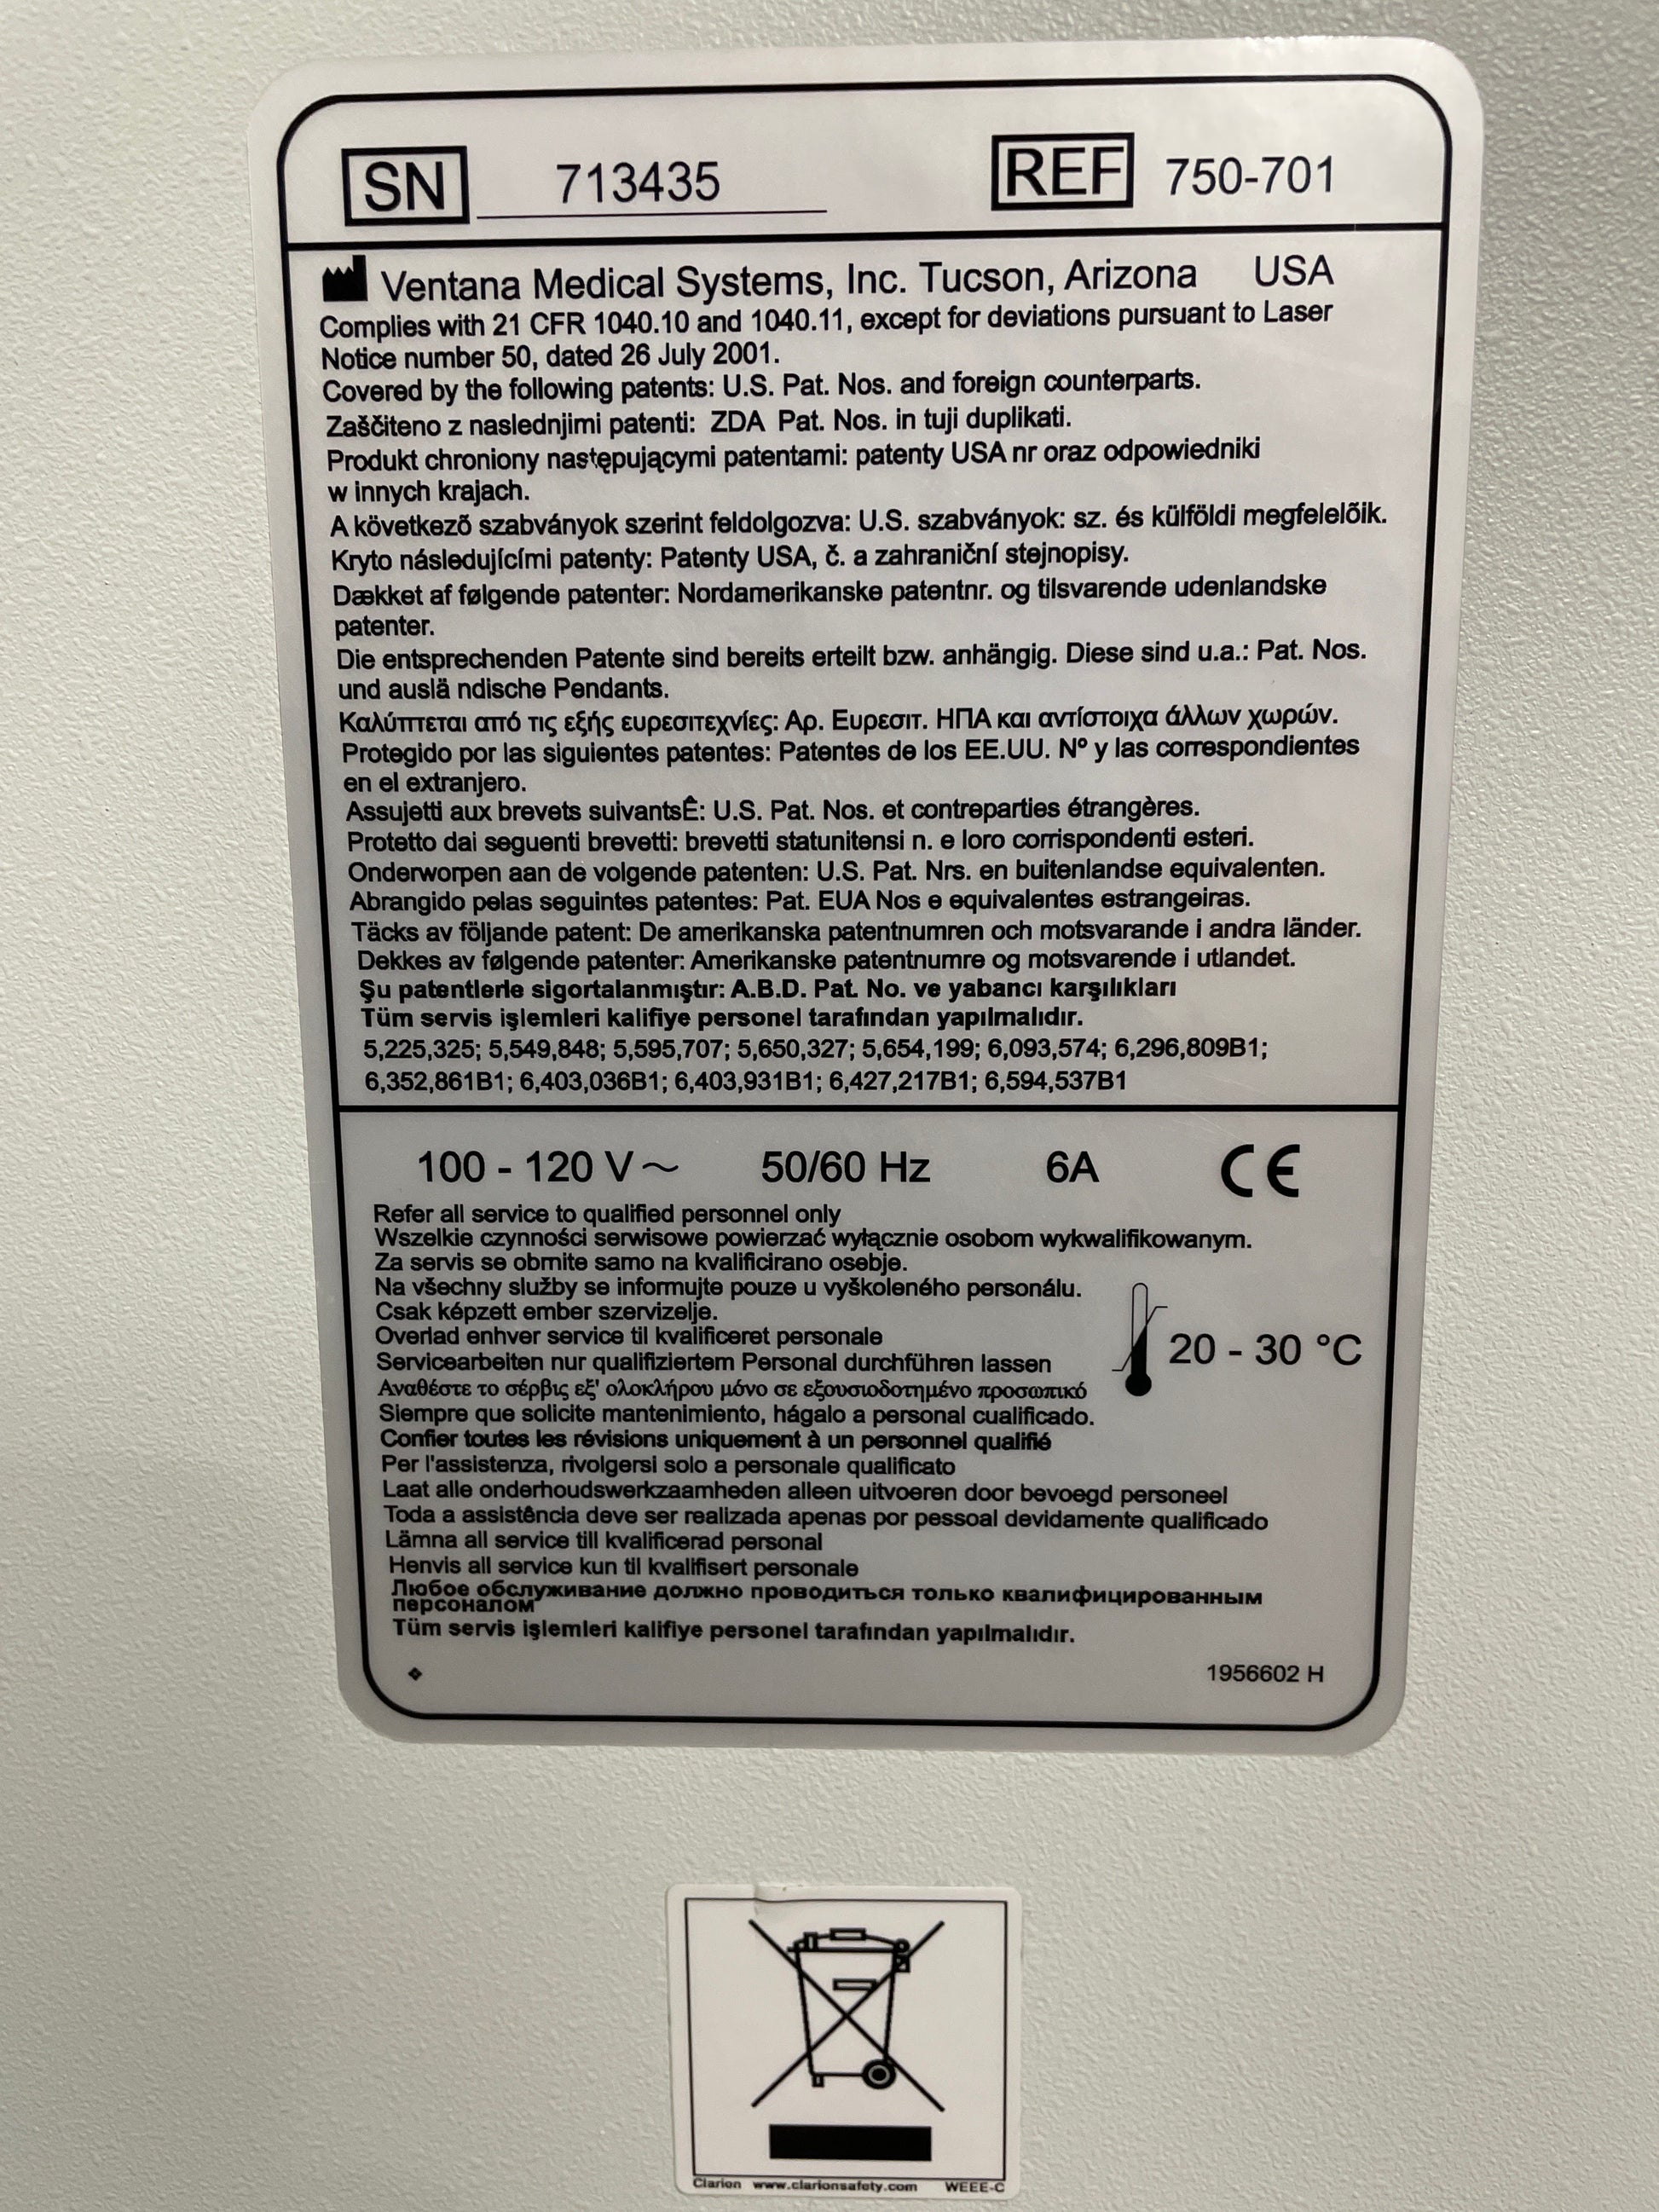 SN 713435 REF 750-701
Ventana Medical Systems, Inc. Tucson, Arizona USA
Complies with 21 CFR 1040.10 and 1040.11, except for deviations pursuant to Laser
Notice number 50, dated 26 July 2001.
Covered by the following patents: U.S. Pat. Nos. and foreign counterparts.
Zaščiteno z naslednjimi patenti: ZDA Pat. Nos. in tuji duplikati.
Produkt chroniony następującymi patentami: patenty USA nr oraz odpowiedniki
w innych krajach.
A következõ szabványok szerint feldolgozva: U.S. szabványok: sz. és külföldi megfelelõik.
Kryto následujícími patenty: Patenty USA, č. a zahraniční stejnopisy.
Dækket af følgende patenter: Nordamerikanske patentnr. og tilsvarende udenlandske
patenter.
Die entsprechenden Patente sind bereits erteilt bzw. anhängig. Diese sind u.a.: Pat. Nos.
und auslä ndische Pendants.
Καλύπτεται από τις εξής ευρεσιτεχνίες: Αρ. Ευρεσιτ. ΗΠΑ και αντίστοιχα άλλων χωρών.
Protegido por las siguientes patentes: Patentes de los EE.UU. Nº y las correspondientes
en el extranjero.
Assujetti aux brevets suivantsÊ: U.S. Pat. Nos. et contreparties étrangères.
Protetto dai seguenti brevetti: brevetti statunitensi n. e loro corrispondenti esteri.
Onderworpen aan de volgende patenten: U.S. Pat. Nrs. en buitenlandse equivalenten.
Abrangido pelas seguintes patentes: Pat. EUA Nos e equivalentes estrangeiras.
Täcks av följande patent: De amerikanska patentnumren och motsvarande i andra länder.
Dekkes av følgende patenter: Amerikanske patentnumre og motsvarende i utlandet.
Şu patentlerle sigortalanmıştır: A.B.D. Pat. No. ve yabancı karşılıkları
Tüm servis işlemleri kalifiye personel tarafından yapılmalıdır.
5,225,325; 5,549,848; 5,595,707; 5,650,327; 5,654,199; 6,093,574; 6,296,809B1;
6,352,861B1; 6,403,036B1; 6,403,931B1; 6,427,217B1; 6,594,537B1
100 - 120 V ~ 50/60 Hz 6A CE
Refer all service to qualified personnel only
Wszelkie czynności serwisowe powierzać wyłącznie osobom wykwalifikowanym.
Za servis se obrnite samo na kvalificirano osebje.
Na všechny služby se informujte pouze u vyškoleného personálu.
Csak képzett ember szervizelje.
Overlad enhver service til kvalificeret personale
20 - 30 °C
Servicearbeiten nur qualifiziertem Personal durchführen lassen
Αναθέστε το σέρβις εξ' ολοκλήρου μόνο σε εξουσιοδοτημένο προσωπικό
Siempre que solicite mantenimiento, hágalo a personal cualificado.
Confier toutes les révisions uniquement à un personnel qualifié
Per l'assistenza, rivolgersi solo a personale qualificato
Laat alle onderhoudswerkzaamheden alleen uitvoeren door bevoegd personeel
Toda a assistência deve ser realizada apenas por pessoal devidamente qualificado
Lämna all service till kvalificerad personal
Henvis all service kun til kvalifisert personale
Любое обслуживание должно проводиться только квалифицированным
персоналом
Tüm servis işlemleri kalifiye personel tarafından yapılmalıdır.
1956602 H
Clarion www.clarionsafety.com WEEE-C